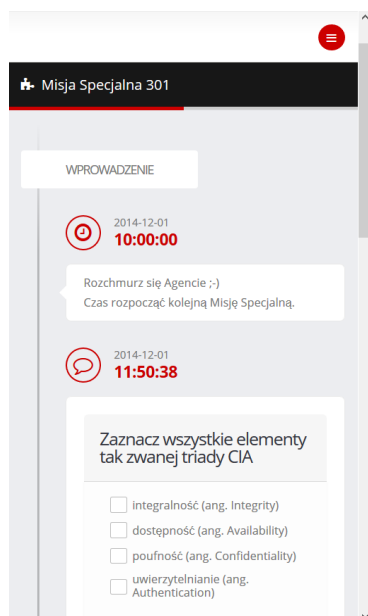 Misja Specjalna 301
WPROWADZENIE
2014-12-01
10:00:00
Rozchmurz się Agencie ;-)
Czas rozpocząć kolejną Misję Specjalną.
2014-12-01
11:50:38
Zaznacz wszystkie elementy
tak zwanej triady CIA
integralność (ang. Integrity)
dostępność (ang. Availability)
poufność (ang. Confidentiality)
uwierzytelnianie (ang.
Authentication)